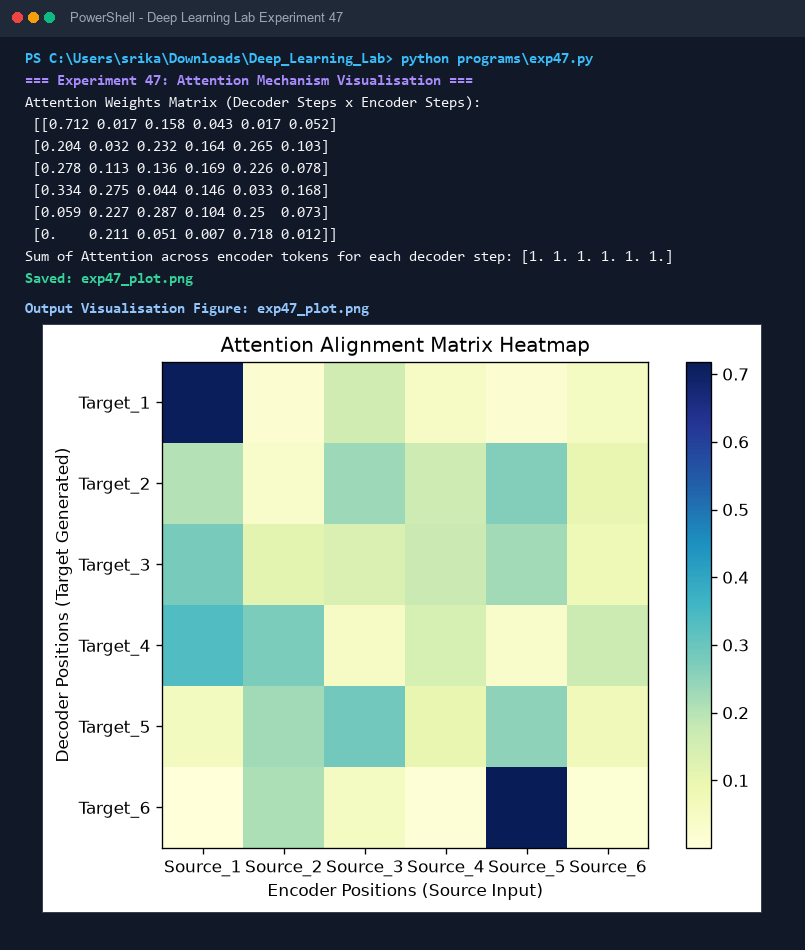 PowerShell - Deep Learning Lab Experiment 47
PS C:\Users\srika\Downloads\Deep_Learning_Lab> python programs\exp47.py
=== Experiment 47: Attention Mechanism Visualisation ===
Attention Weights Matrix (Decoder Steps x Encoder Steps):
[[0.712 0.017 0.158 0.043 0.017 0.052]
[0.204 0.032 0.232 0.164 0.265 0.103]
[0.278 0.113 0.136 0.169 0.226 0.078]
[0.334 0.275 0.044 0.146 0.033 0.168]
[0.059 0.227 0.287 0.104 0.25  0.073]
[0.    0.211 0.051 0.007 0.718 0.012]]
Sum of Attention across encoder tokens for each decoder step: [1. 1. 1. 1. 1. 1.]
Saved: exp47_plot.png
Output Visualisation Figure: exp47_plot.png
Attention Alignment Matrix Heatmap
Decoder Positions (Target Generated)
Target_1
Target_2
Target_3
Target_4
Target_5
Target_6
Source_1 Source_2 Source_3 Source_4 Source_5 Source_6
Encoder Positions (Source Input)
0.7
0.6
0.5
0.4
0.3
0.2
0.1